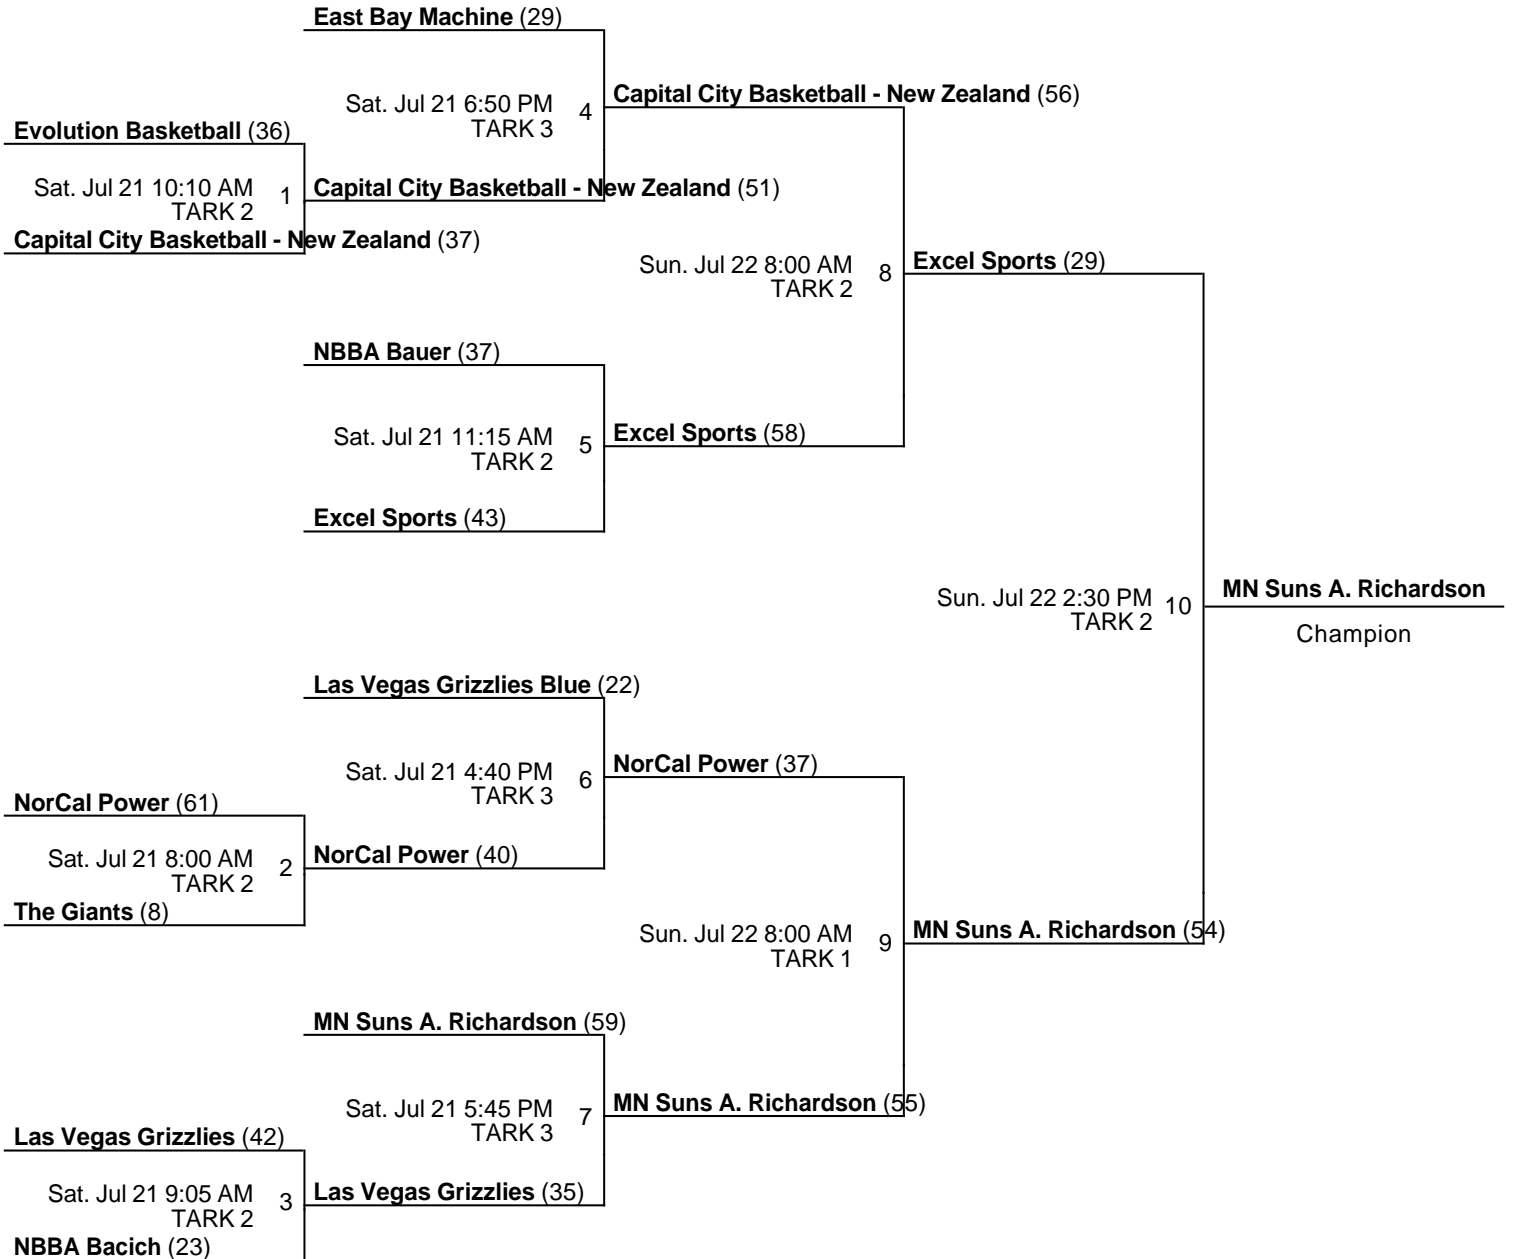 East Bay Machine (29)
Sat. Jul 21 6:50 PM
TARK 3
4
Capital City Basketball - New Zealand (56)
Evolution Basketball (36)
Sat. Jul 21 10:10 AM
TARK 2
1
Capital City Basketball - New Zealand (51)
Capital City Basketball - New Zealand (37)
Sun. Jul 22 8:00 AM
TARK 2
8
Excel Sports (29)
NBBA Bauer (37)
Sat. Jul 21 11:15 AM
TARK 2
5
Excel Sports (58)
Excel Sports (43)
Sun. Jul 22 2:30 PM
TARK 2
10
MN Suns A. Richardson
Champion
Las Vegas Grizzlies Blue (22)
Sat. Jul 21 4:40 PM
TARK 3
6
NorCal Power (37)
NorCal Power (61)
Sat. Jul 21 8:00 AM
TARK 2
2
NorCal Power (40)
The Giants (8)
Sun. Jul 22 8:00 AM
TARK 1
9
MN Suns A. Richardson (54)
MN Suns A. Richardson (59)
Sat. Jul 21 5:45 PM
TARK 3
7
MN Suns A. Richardson (55)
Las Vegas Grizzlies (42)
Sat. Jul 21 9:05 AM
TARK 2
3
Las Vegas Grizzlies (35)
NBBA Bacich (23)